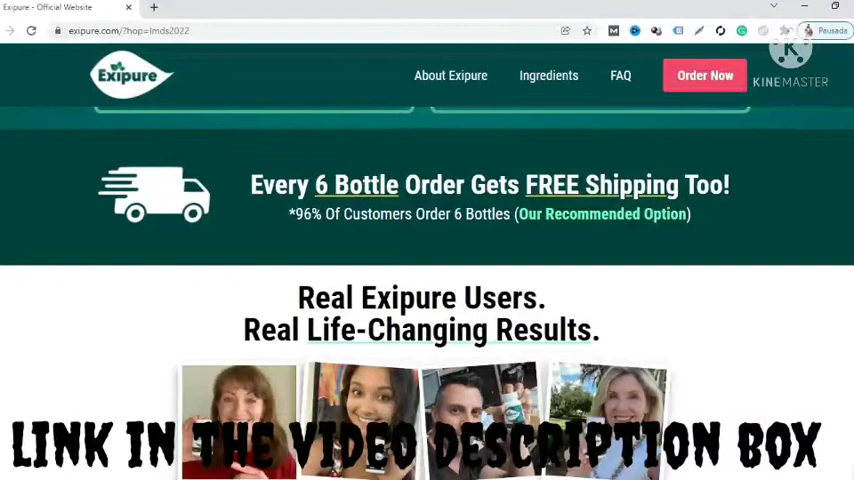 Exipure - Official Website
exipure.com/?hop=lmds2022
Pausada
Exipure
About Exipure
Ingredients
FAQ
Order Now
K
KINEMASTER
Every 6 Bottle Order Gets FREE Shipping Too!
*96% Of Customers Order 6 Bottles (Our Recommended Option)
Real Exipure Users.
Real Life-Changing Results.
LINK IN THE VIDEO DESCRIPTION BOX